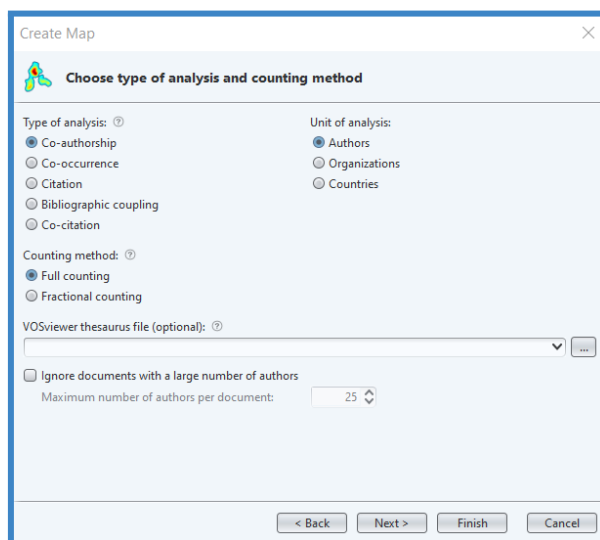 Create Map
Choose type of analysis and counting method
Type of analysis:
Unit of analysis:
Co-authorship
Authors
Co-occurrence
Organizations
Citation
Countries
Bibliographic coupling
Co-citation
Counting method:
Full counting
Fractional counting
VOSviewer thesaurus file (optional):
...
Ignore documents with a large number of authors
Maximum number of authors per document: 25
< Back Next > Finish Cancel